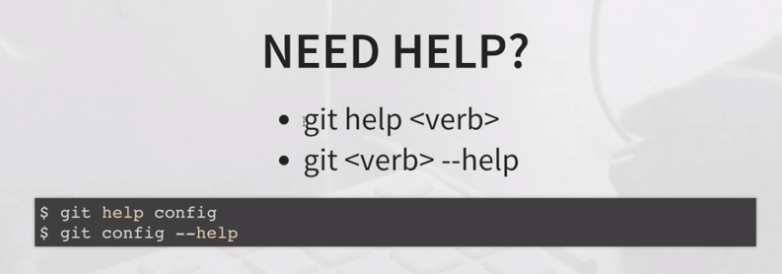 NEED HELP?
• git help <verb>
• git <verb> --help
$ git help config
$ git config --help